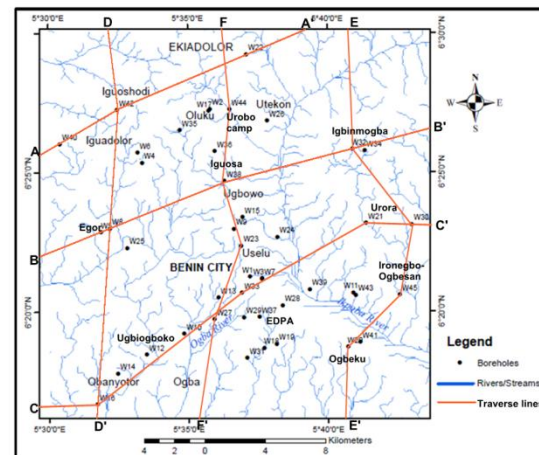 5°30'0"E 5°35'0"E 5°40'0"E
D F A' E
6°30'0"N
EKIADOLOR W22
Iguoshodi
W42 W2 W44 Utekon
Oluku Urobo camp W26
W35
Igbinmogba B'
W40 Iguadolor W6 W36 W32 W34
A W4 Iguosa
6°25'0"N 6°25'0"N
W38
Ugbowo
W15 Urora
Egor W8 W21 W30 C'
W24
W25 W23
B Uselu
BENIN CITY Ironegbo-
Ogbesan
W33 W39 W11 W43 W45
W13
W28
6°20'0"N 6°20'0"N
W27 W29 W37 Ikpoba River
W10 Ogba River EDPA
Ugbiogboko
W12 W19 W41
W31 Ogbeku
W14
Obanyotor Ogba
C
D' F' E'
5°30'0"E 5°35'0"E 5°40'0"E
N
W E
S
Legend
Boreholes
Rivers/Streams
Traverse lines
Kilometers
4 2 0 4 8